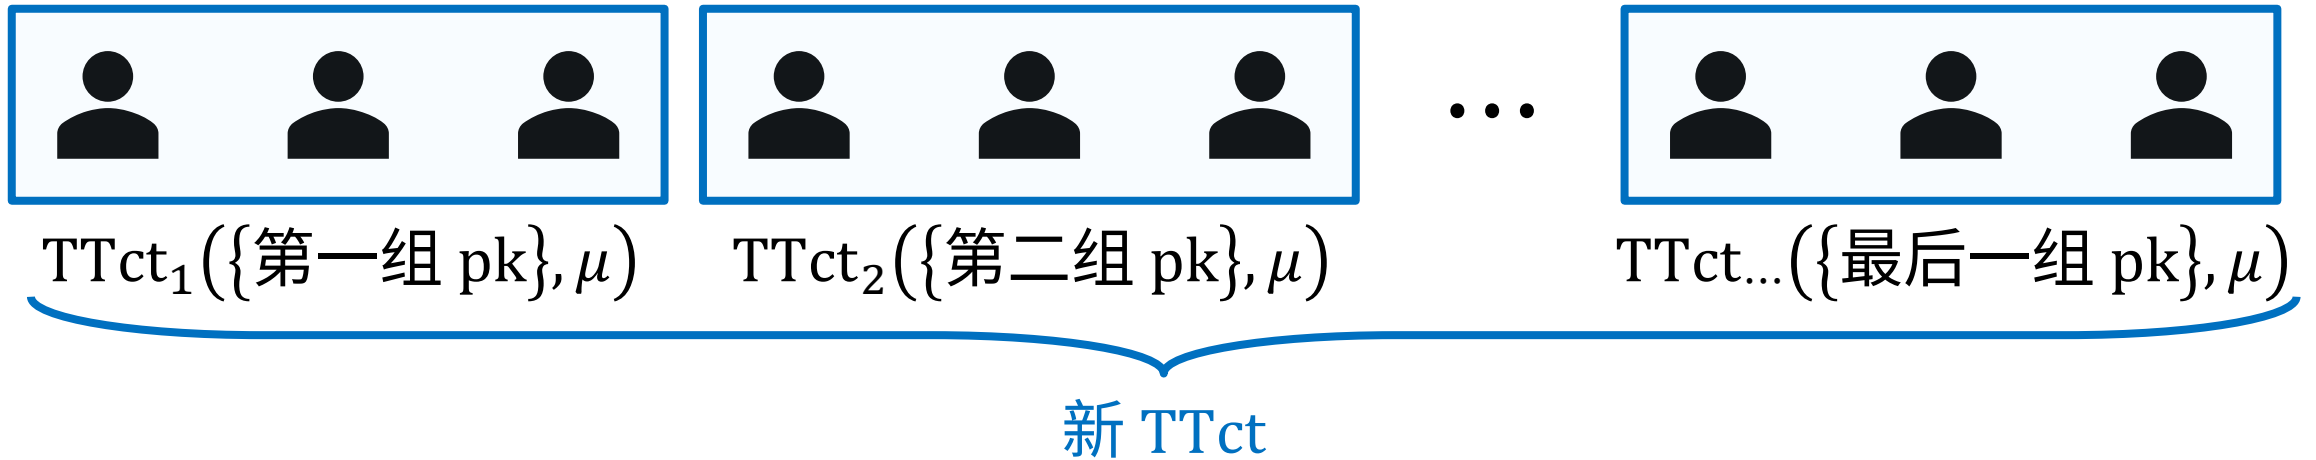 …
TTct₁({第一组 pk}, μ) TTct₂({第二组 pk}, μ) TTct…({最后一组 pk}, μ)
新 TTct